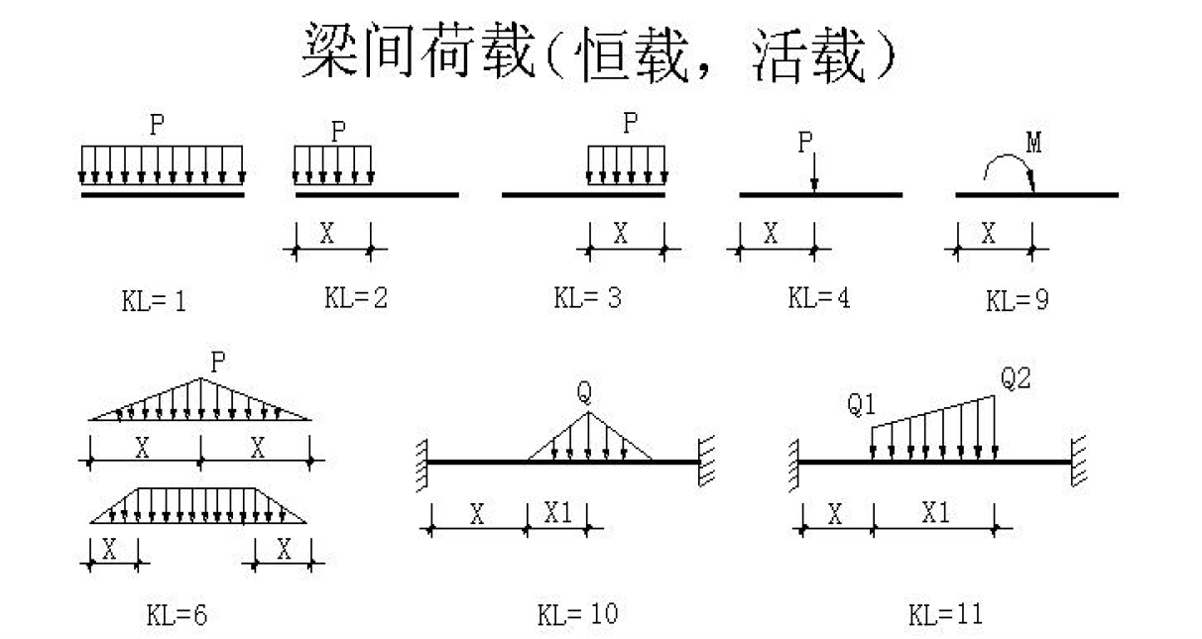 梁间荷载(恒载，活载)
P P P P M
X X X X
KL=1 KL=2 KL=3 KL=4 KL=9
P
X X
X X
KL=6
Q
X X1
KL=10
Q1 Q2
X X1
KL=11